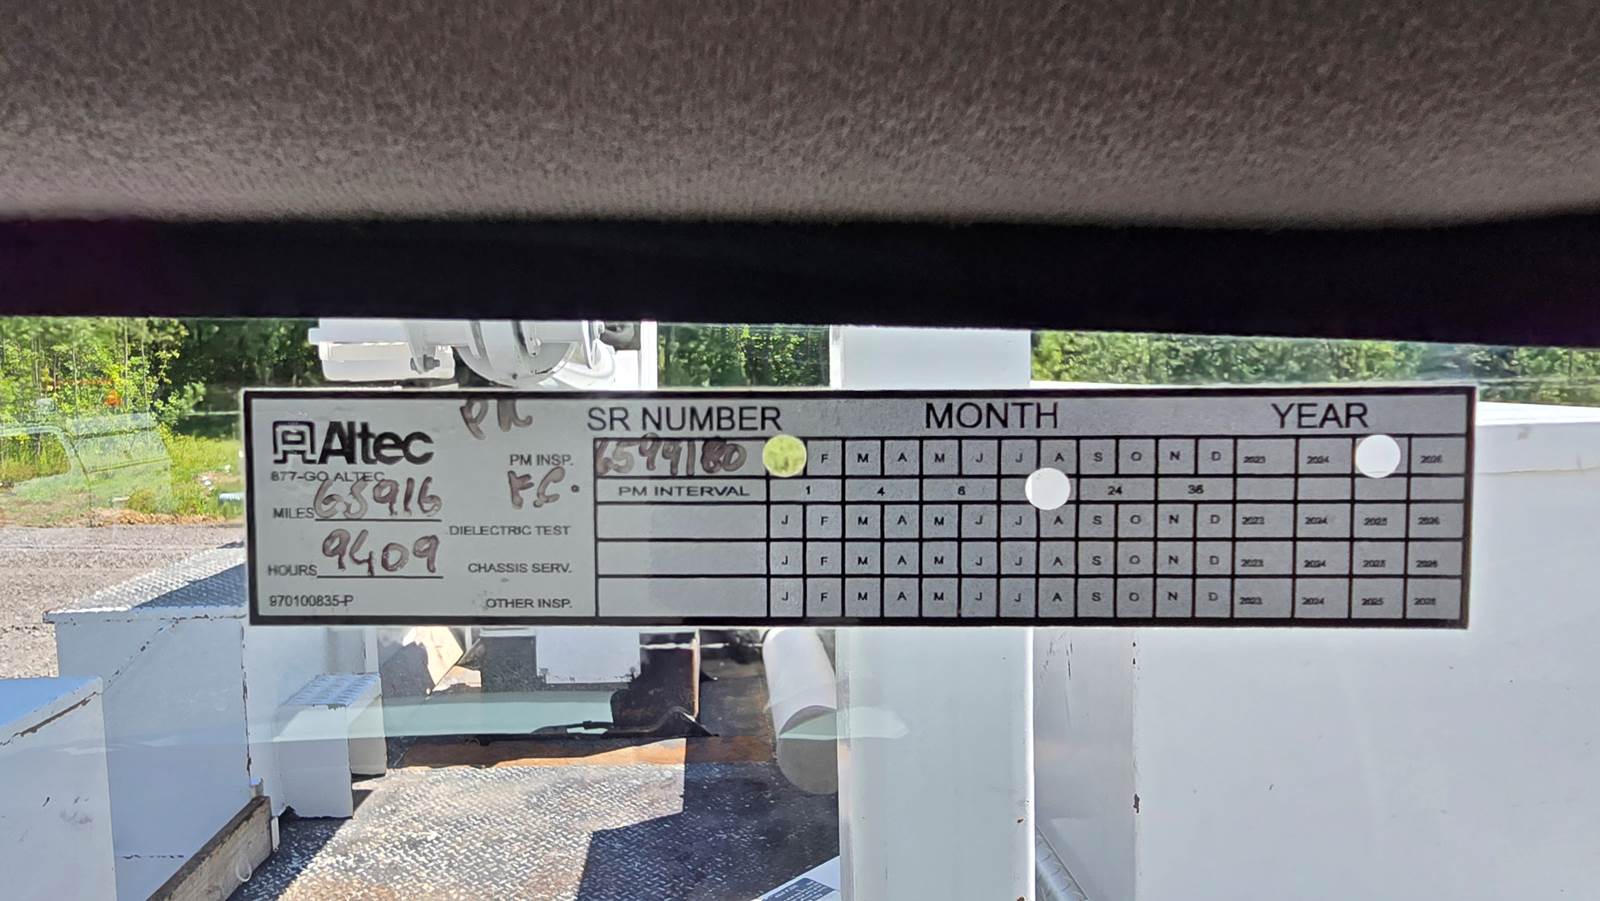 PK
SR NUMBER MONTH YEAR
Altec
877-GO ALTEC
PM INSP. 6599180 F M A M J J A S O N D 2023 2024 2026
FC.
MILES 65916
PM INTERVAL 1 4 6 24 36
DIELECTRIC TEST J F M A M J J A S O N D 2023 2024 2025 2026
HOURS 9409
CHASSIS SERV. J F M A M J J A S O N D 2023 2024 2025 2026
970100835-P
OTHER INSP. J F M A M J J A S O N D 2023 2024 2025 2026